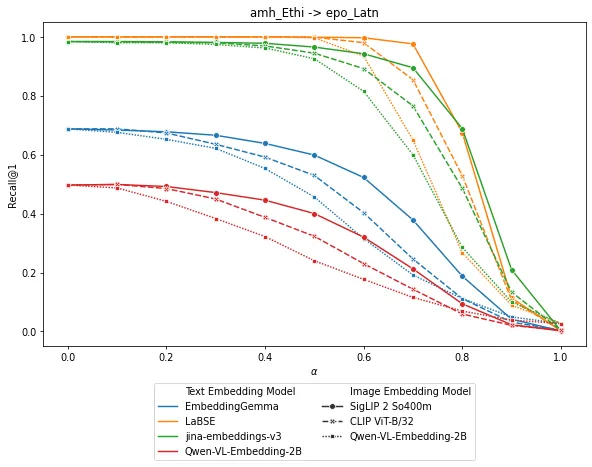 amh_Ethi -> epo_Latn
1.0
0.8
0.6
0.4
0.2
0.0
Recall@1
0.0 0.2 0.4 0.6 0.8 1.0
α
Text Embedding Model
EmbeddingGemma
LaBSE
jina-embeddings-v3
Qwen-VL-Embedding-2B
Image Embedding Model
SigLIP 2 So400m
CLIP ViT-B/32
Qwen-VL-Embedding-2B